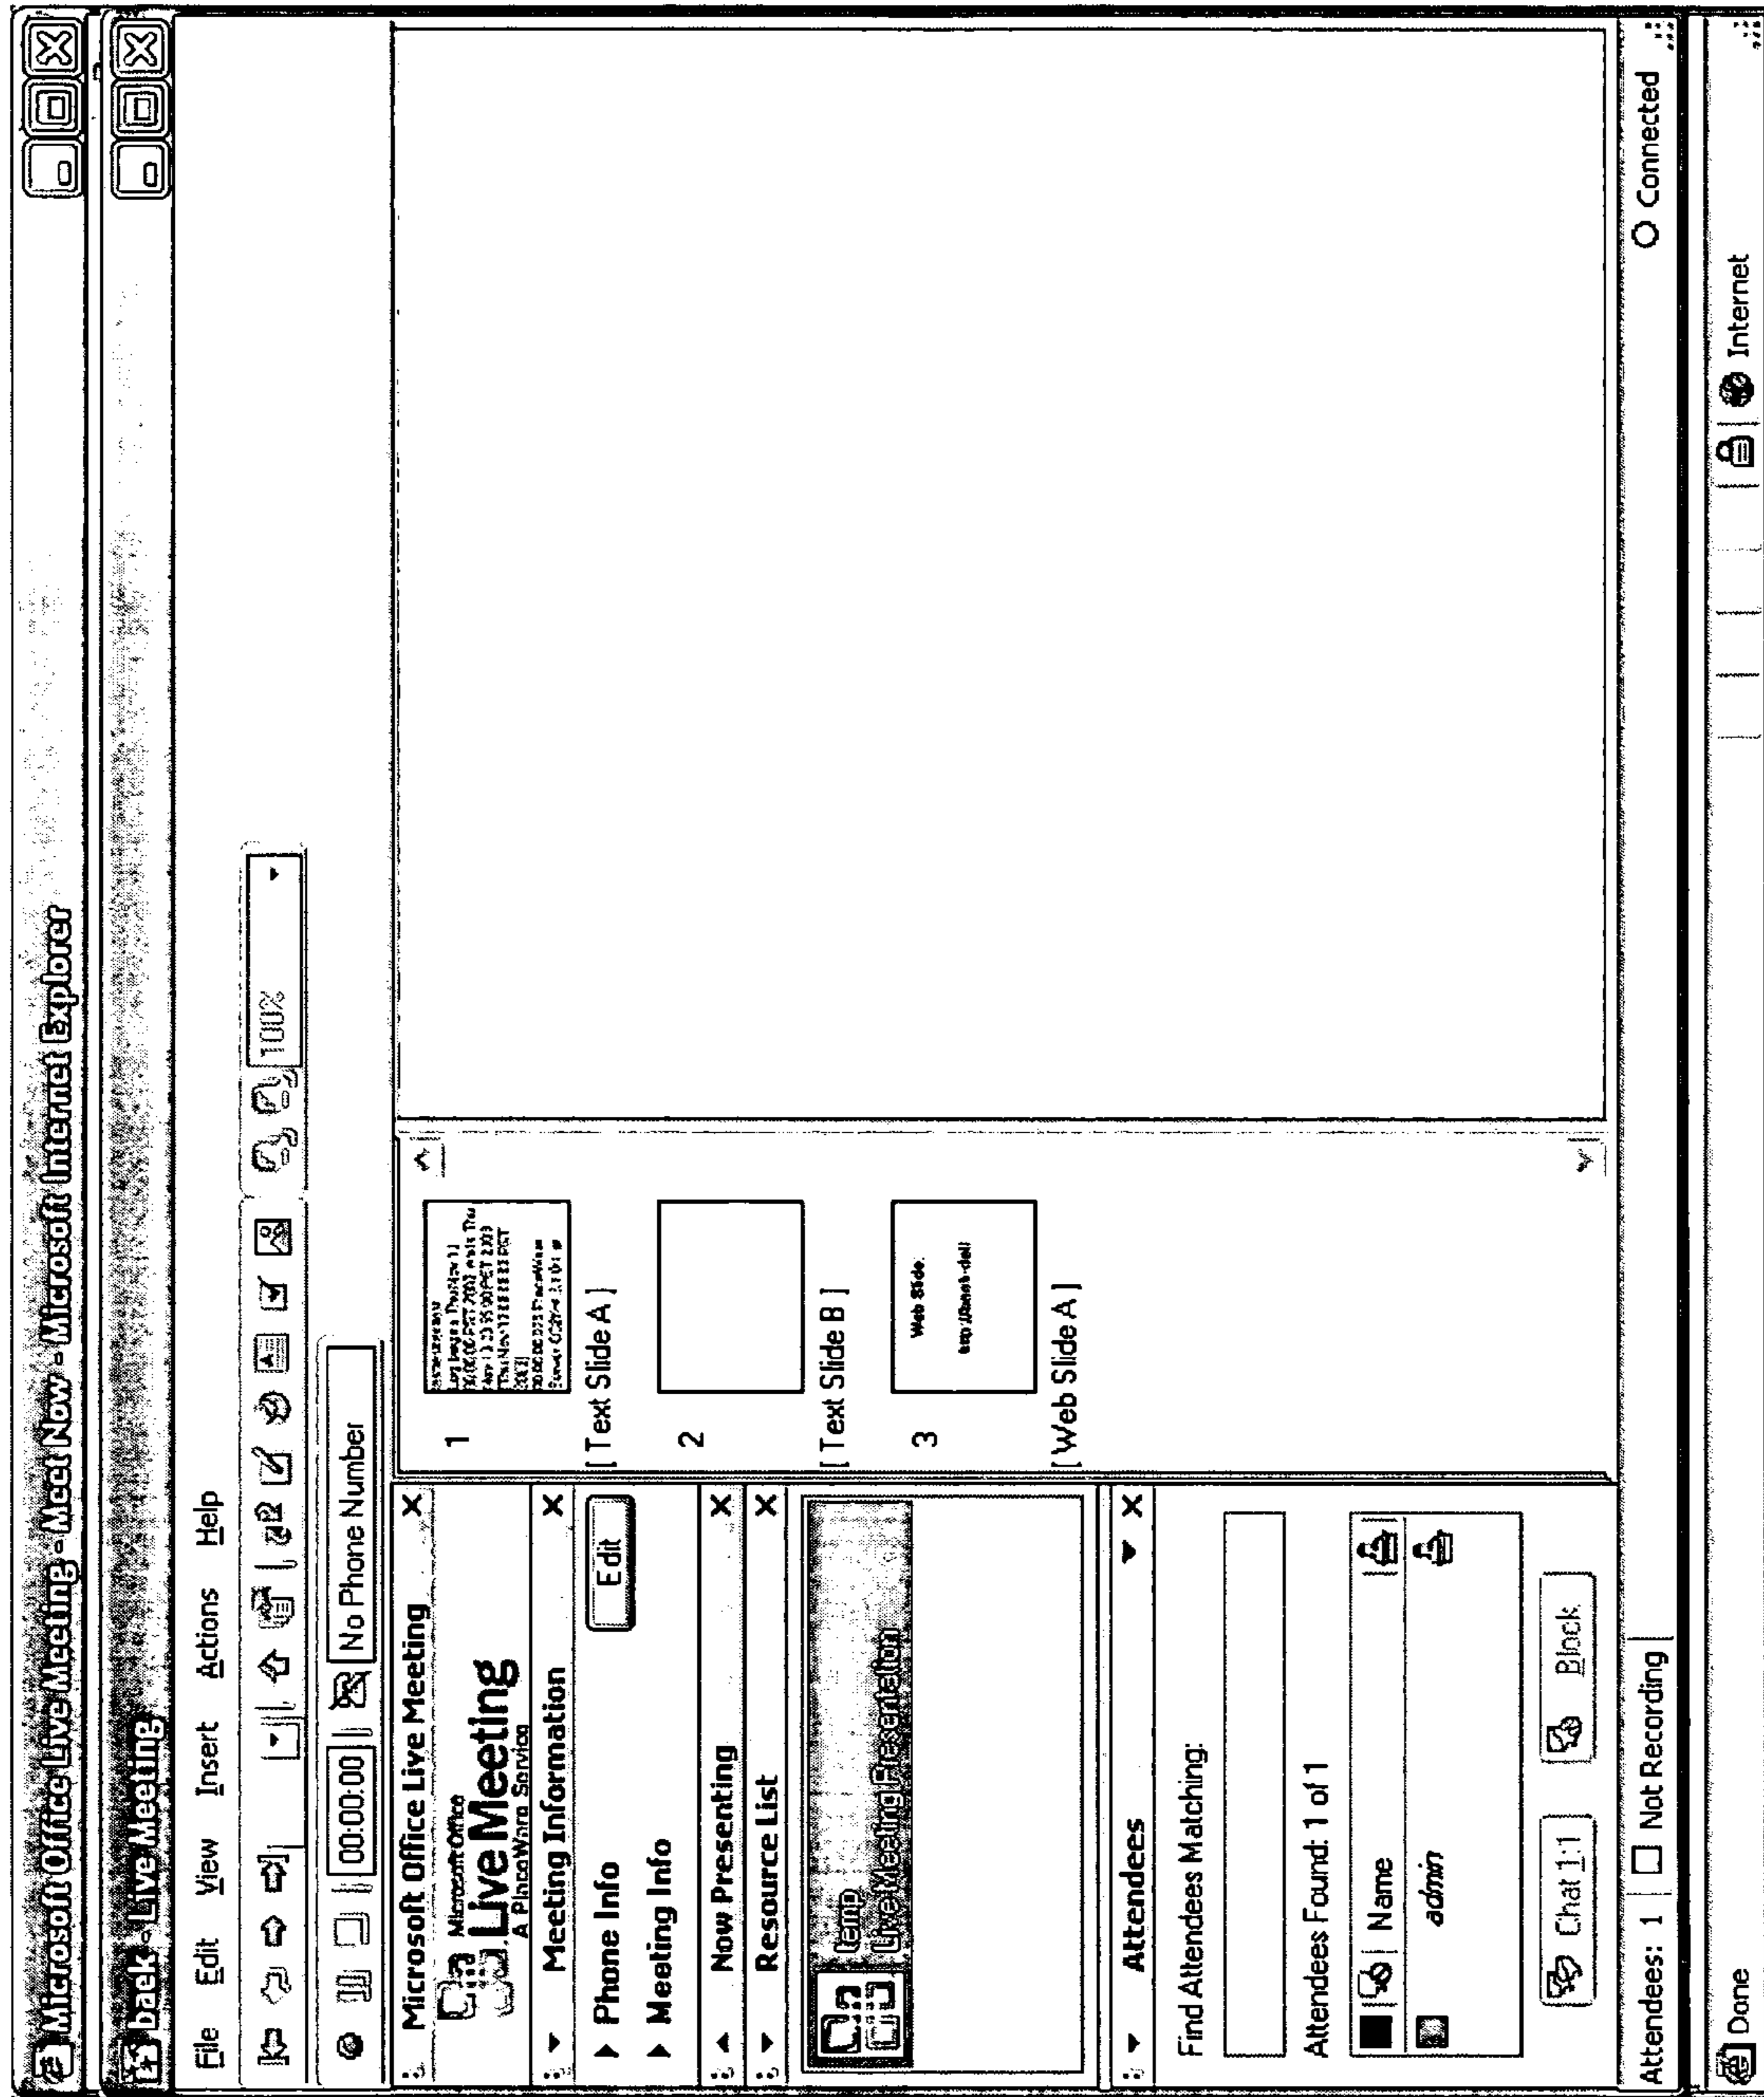 Microsoft Office Live Meeting - Meet Now - Microsoft Internet Explorer
baek - Live Meeting
File Edit View Insert Actions Help
100%
00:00:00 No Phone Number
Microsoft Office Live Meeting
Microsoft Office
Live Meeting
A PlaceWare Service
Meeting Information
Phone Info Edit
Meeting Info
Now Presenting
Resource List
temp
Live Meeting Presentation
Attendees
Find Attendees Matching:
Attendees Found: 1 of 1
Name
admin
Chat 1:1 Block
1
[ Text Slide A ]
2
[ Text Slide B ]
3
Web Slide:
[ Web Slide A ]
Attendees: 1 Not Recording Connected
Done Internet